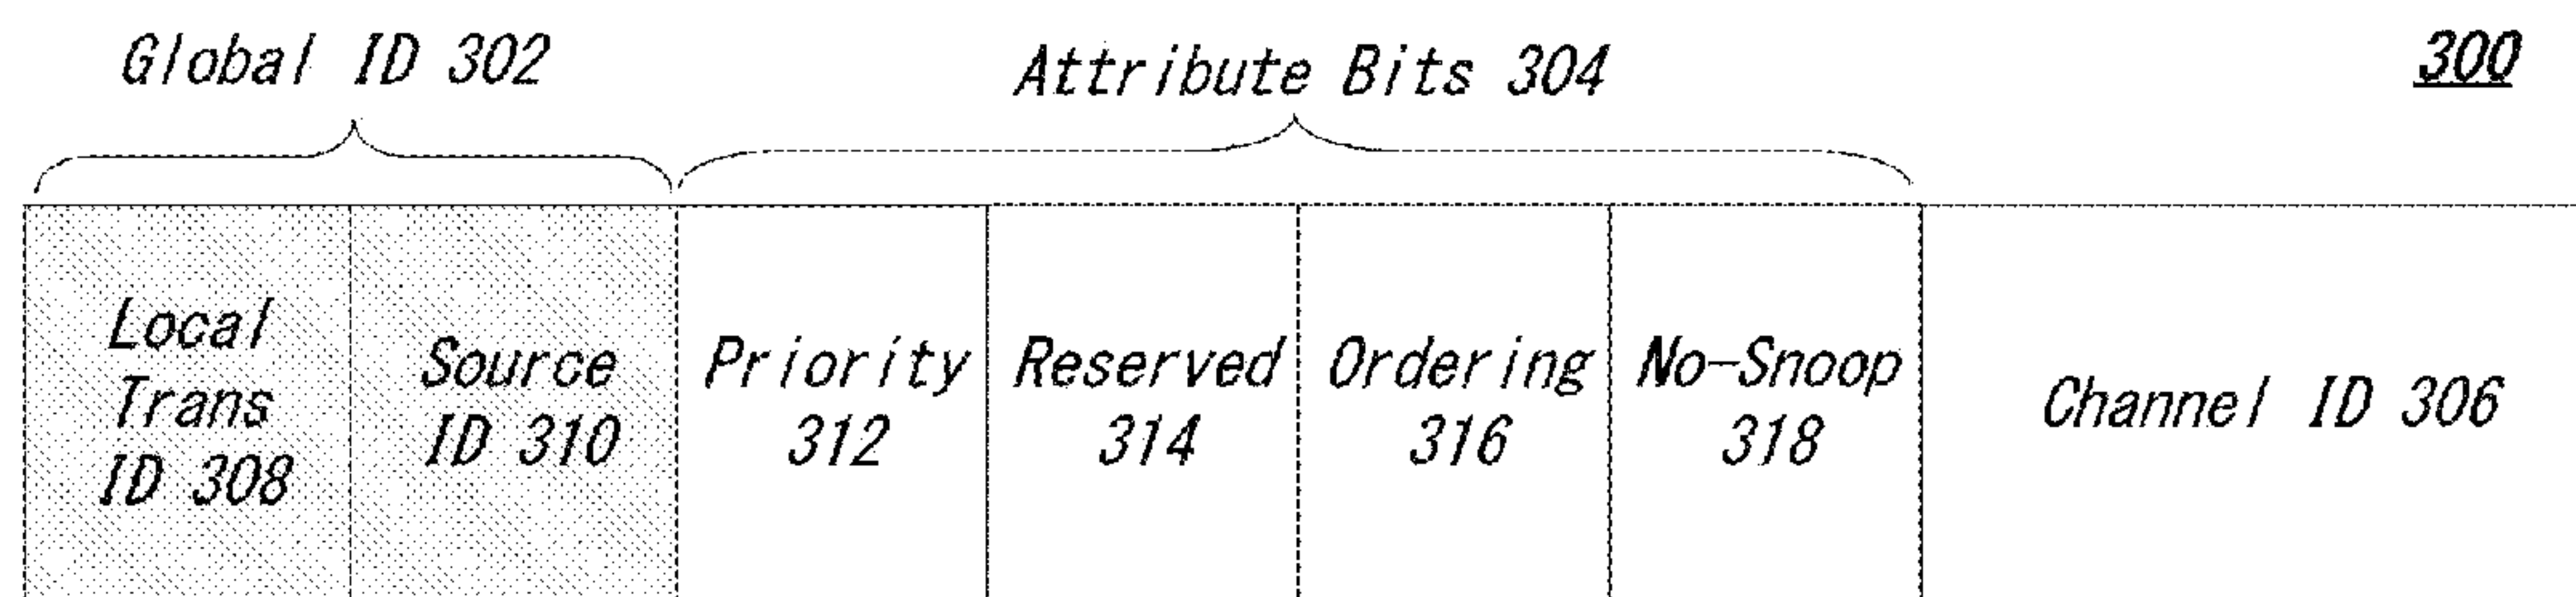 Global ID 302
Attribute Bits 304
300
Local
Trans
ID 308
Source
ID 310
Priority
312
Reserved
314
Ordering
316
No-Snoop
318
Channel ID 306